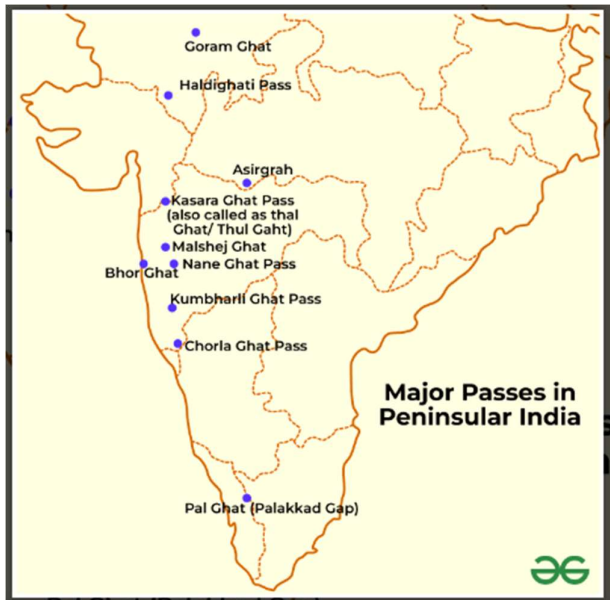 Goram Ghat
Haldighati Pass
Asirgrah
Kasara Ghat Pass
(also called as thal
Ghat/ Thul Gaht)
Malshej Ghat
Nane Ghat Pass
Bhor Ghat
Kumbharli Ghat Pass
Chorla Ghat Pass
Major Passes in
Peninsular India
Pal Ghat (Palakkad Gap)